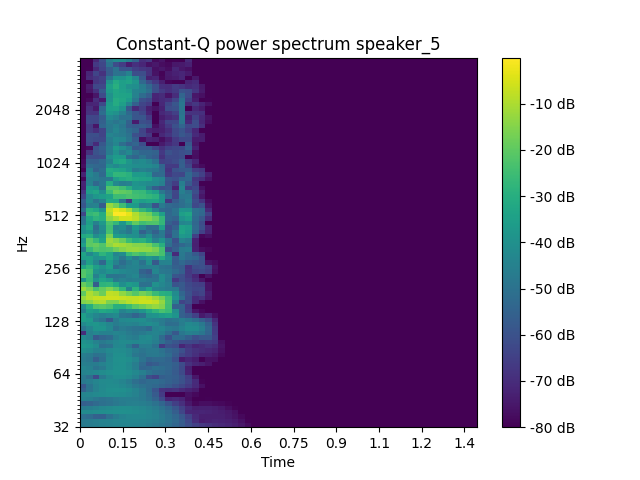 Constant-Q power spectrum speaker_5
Hz
2048
1024
512
256
128
64
32
0 0.15 0.3 0.45 0.6 0.75 0.9 1.1 1.2 1.4
Time
-10 dB
-20 dB
-30 dB
-40 dB
-50 dB
-60 dB
-70 dB
-80 dB